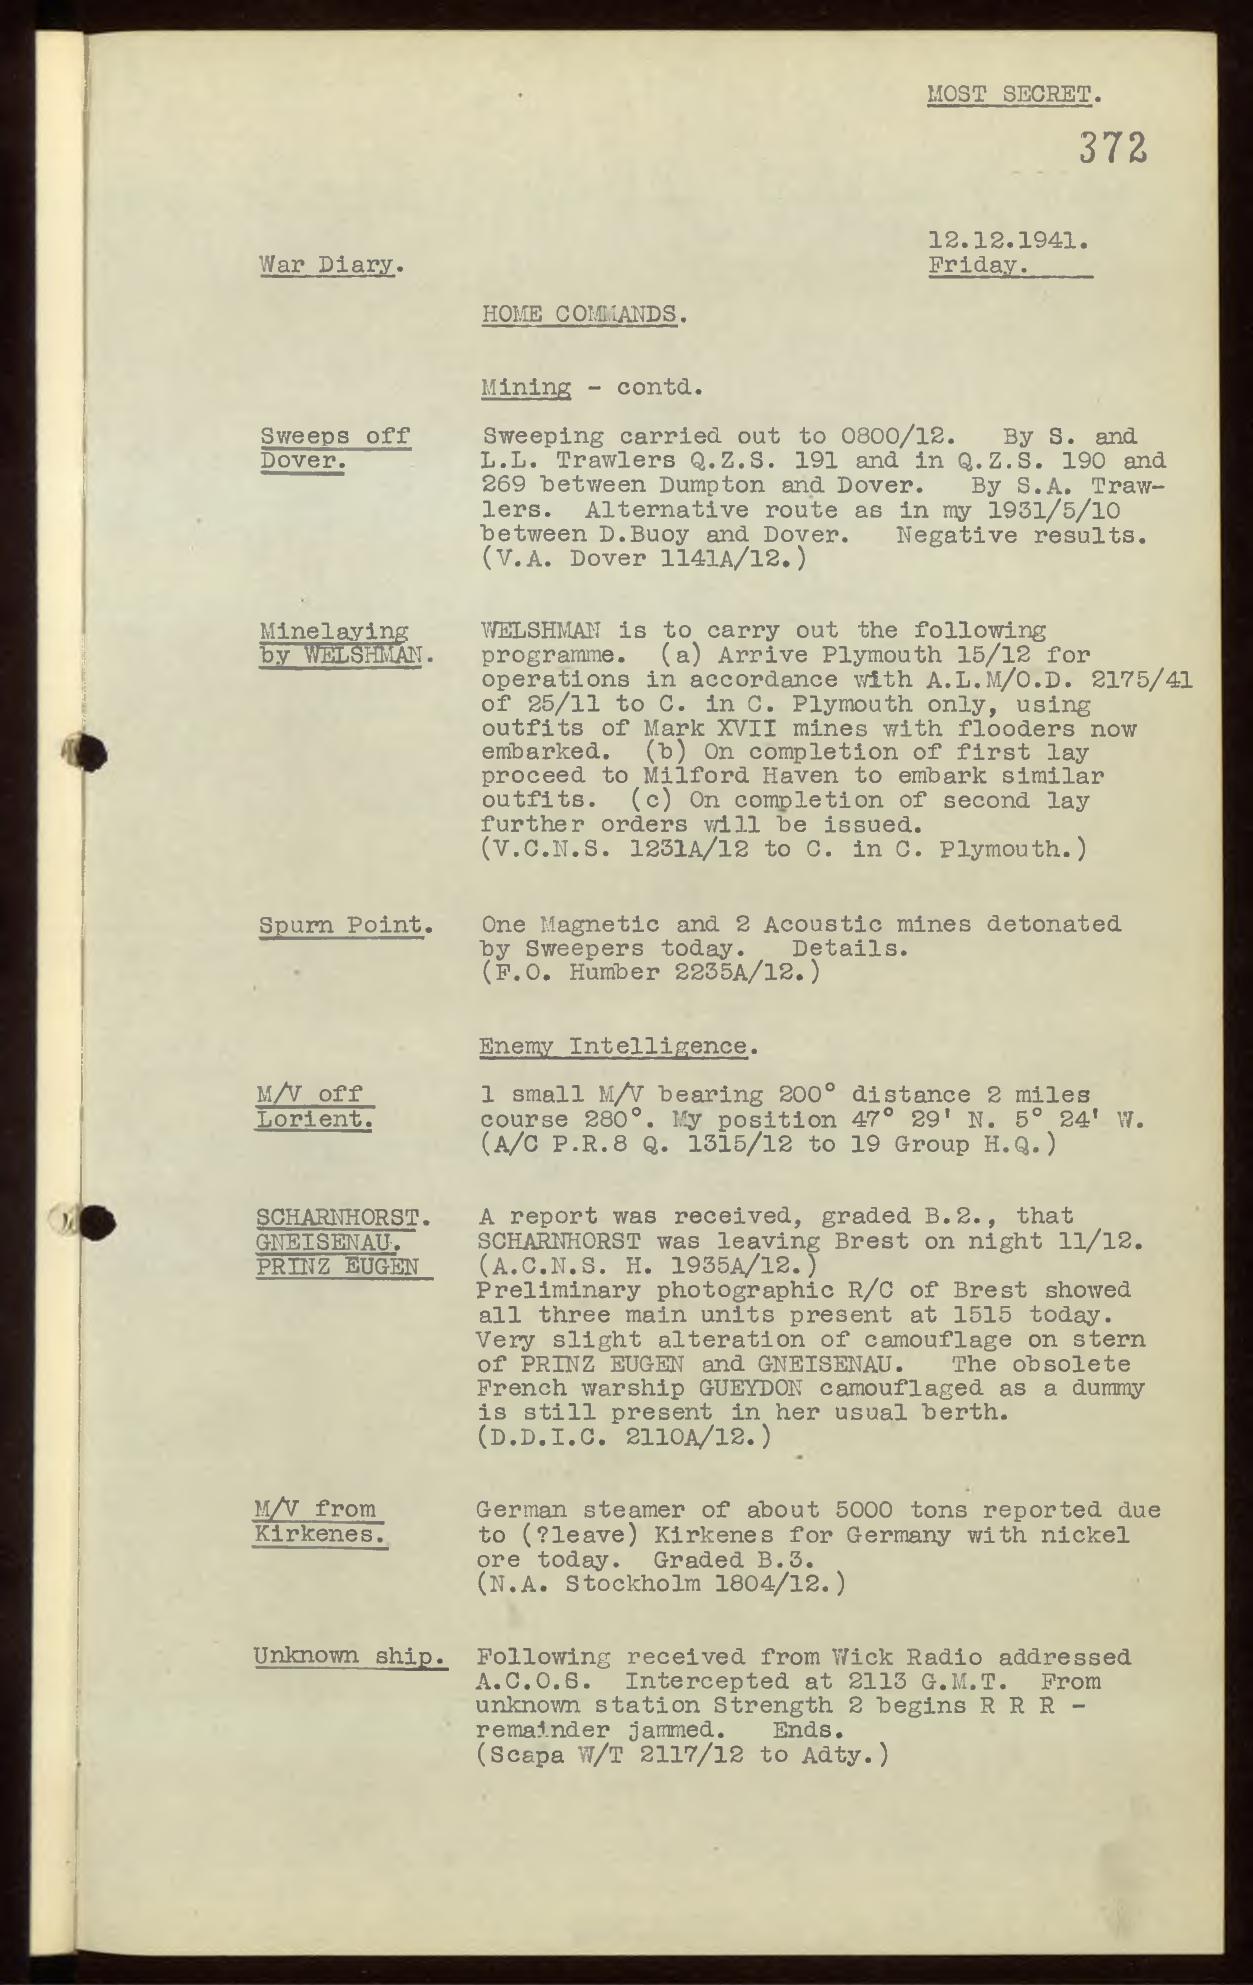 MOST SECRET.
372
12.12.1941.
War Diary.
Friday.
HOME COMMANDS.
Mining - contd.
Sweeps off
Dover.
Sweeping carried out to 0800/12. By S. and
L.L. Trawlers Q.Z.S. 191 and in Q.Z.S. 190 and
269 between Dumpton and Dover. By S.A. Traw-
lers. Alternative route as in my 1931/5/10
between D.Buoy and Dover. Negative results.
(V.A. Dover 1141A/12.)
Minelaying
by WELSHMAN.
WELSHMAN is to carry out the following
programme. (a) Arrive Plymouth 15/12 for
operations in accordance with A.L.M/O.D. 2175/41
of 25/11 to C. in C. Plymouth only, using
outfits of Mark XVII mines with flooders now
embarked. (b) On completion of first lay
proceed to Milford Haven to embark similar
outfits. (c) On completion of second lay
further orders will be issued.
(V.C.N.S. 1231A/12 to C. in C. Plymouth.)
Spurn Point.
One Magnetic and 2 Acoustic mines detonated
by Sweepers today. Details.
(F.O. Humber 2235A/12.)
Enemy Intelligence.
M/V off
Lorient.
1 small M/V bearing 200° distance 2 miles
course 280°. My position 47° 29' N. 5° 24' W.
(A/C P.R.8 Q. 1315/12 to 19 Group H.Q.)
SCHARNHORST.
GNEISENAU.
PRINZ EUGEN
A report was received, graded B.2., that
SCHARNHORST was leaving Brest on night 11/12.
(A.C.N.S. H. 1935A/12.)
Preliminary photographic R/C of Brest showed
all three main units present at 1515 today.
Very slight alteration of camouflage on stern
of PRINZ EUGEN and GNEISENAU. The obsolete
French warship GUEYDON camouflaged as a dummy
is still present in her usual berth.
(D.D.I.C. 2110A/12.)
M/V from
Kirkenes.
German steamer of about 5000 tons reported due
to (?leave) Kirkenes for Germany with nickel
ore today. Graded B.3.
(N.A. Stockholm 1804/12.)
Unknown ship.
Following received from Wick Radio addressed
A.C.O.S. Intercepted at 2113 G.M.T. From
unknown station Strength 2 begins R R R -
remainder jammed. Ends.
(Scapa W/T 2117/12 to Adty.)